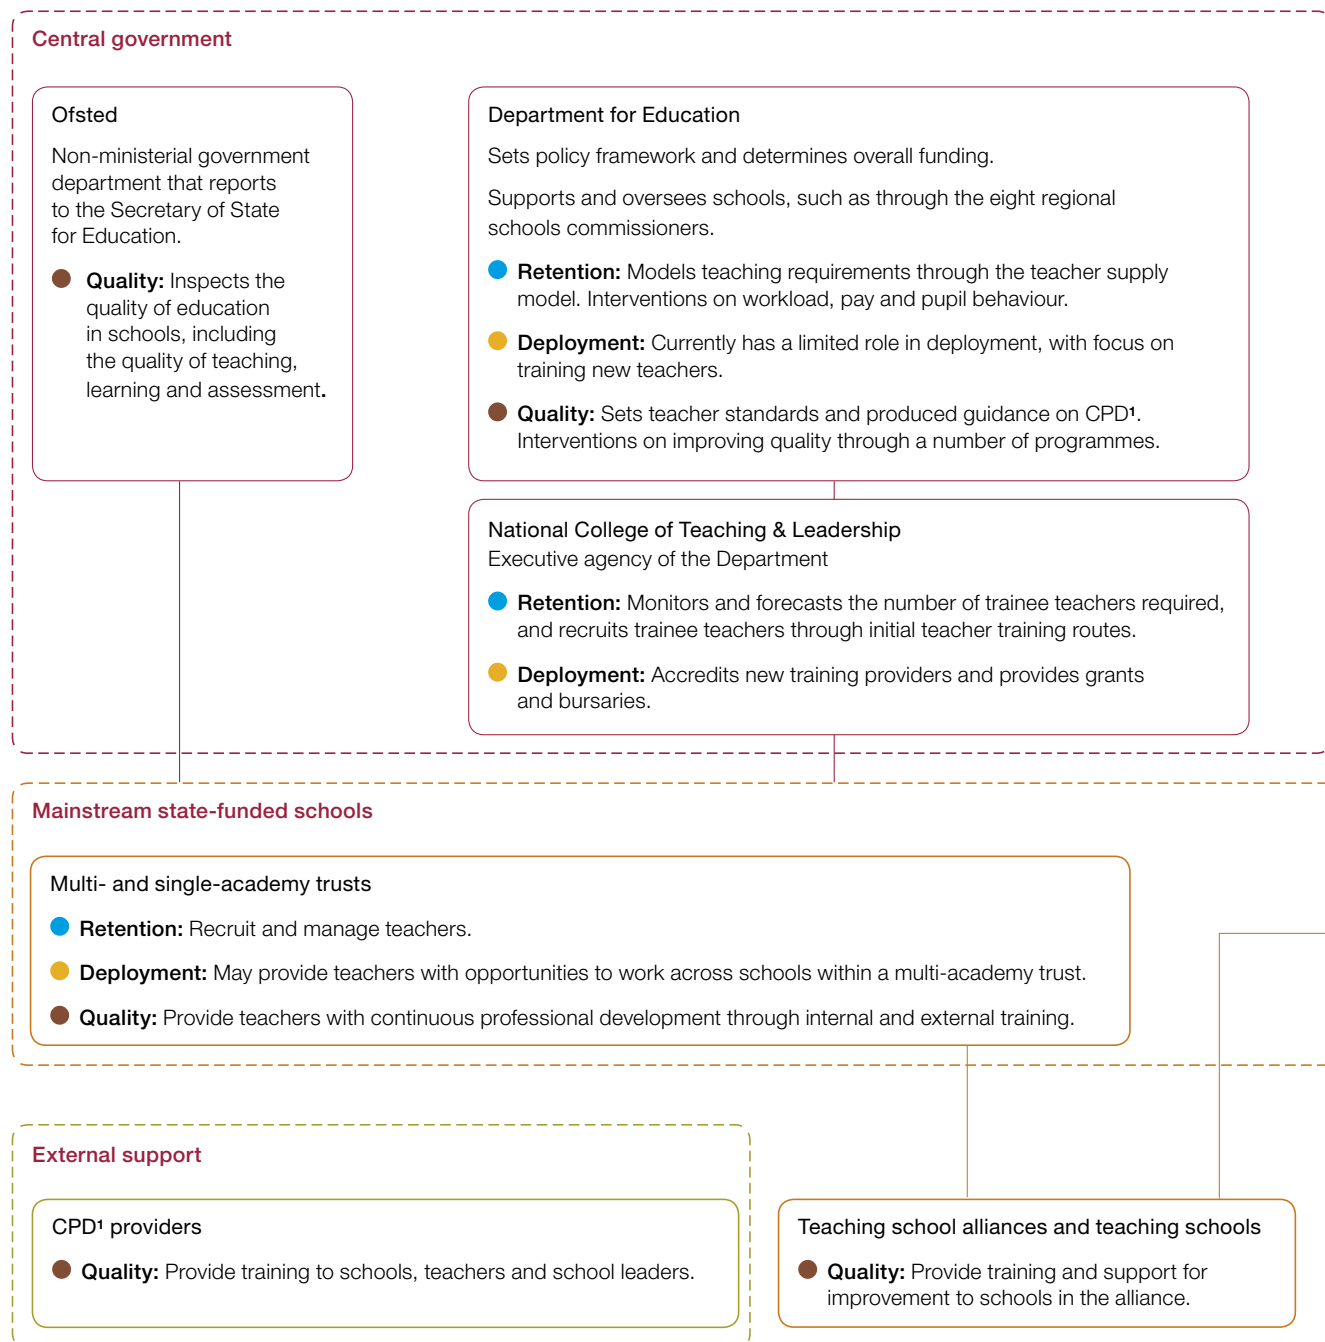 Central government
Ofsted
Non-ministerial government
department that reports
to the Secretary of State
for Education.
Quality: Inspects the
quality of education
in schools, including
the quality of teaching,
learning and assessment.
Department for Education
Sets policy framework and determines overall funding.
Supports and oversees schools, such as through the eight regional
schools commissioners.
Retention: Models teaching requirements through the teacher supply
model. Interventions on workload, pay and pupil behaviour.
Deployment: Currently has a limited role in deployment, with focus on
training new teachers.
Quality: Sets teacher standards and produced guidance on CPD¹.
Interventions on improving quality through a number of programmes.
National College of Teaching & Leadership
Executive agency of the Department
Retention: Monitors and forecasts the number of trainee teachers required,
and recruits trainee teachers through initial teacher training routes.
Deployment: Accredits new training providers and provides grants
and bursaries.
Mainstream state-funded schools
Multi- and single-academy trusts
Retention: Recruit and manage teachers.
Deployment: May provide teachers with opportunities to work across schools within a multi-academy trust.
Quality: Provide teachers with continuous professional development through internal and external training.
External support
CPD¹ providers
Quality: Provide training to schools, teachers and school leaders.
Teaching school alliances and teaching schools
Quality: Provide training and support for
improvement to schools in the alliance.